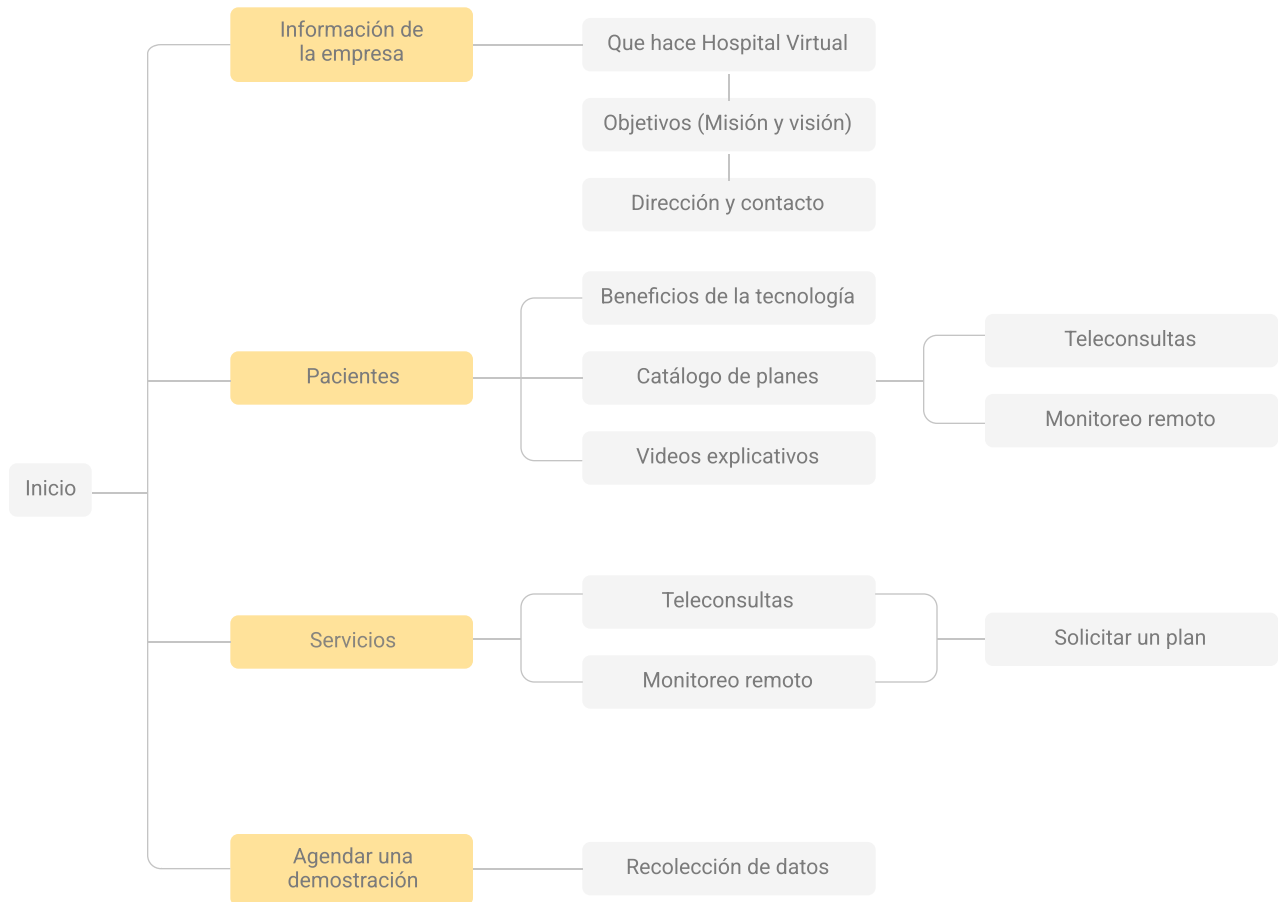 Información de
la empresa
Que hace Hospital Virtual
Objetivos (Misión y visión)
Dirección y contacto
Beneficios de la tecnología
Pacientes
Catálogo de planes
Teleconsultas
Monitoreo remoto
Videos explicativos
Inicio
Servicios
Teleconsultas
Monitoreo remoto
Solicitar un plan
Agendar una
demostración
Recolección de datos